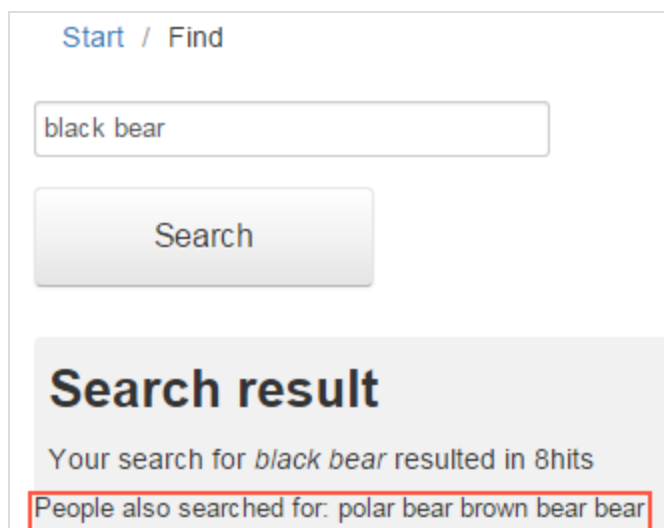 Start / Find
black bear
Search
Search result
Your search for black bear resulted in 8hits
People also searched for: polar bear brown bear bear